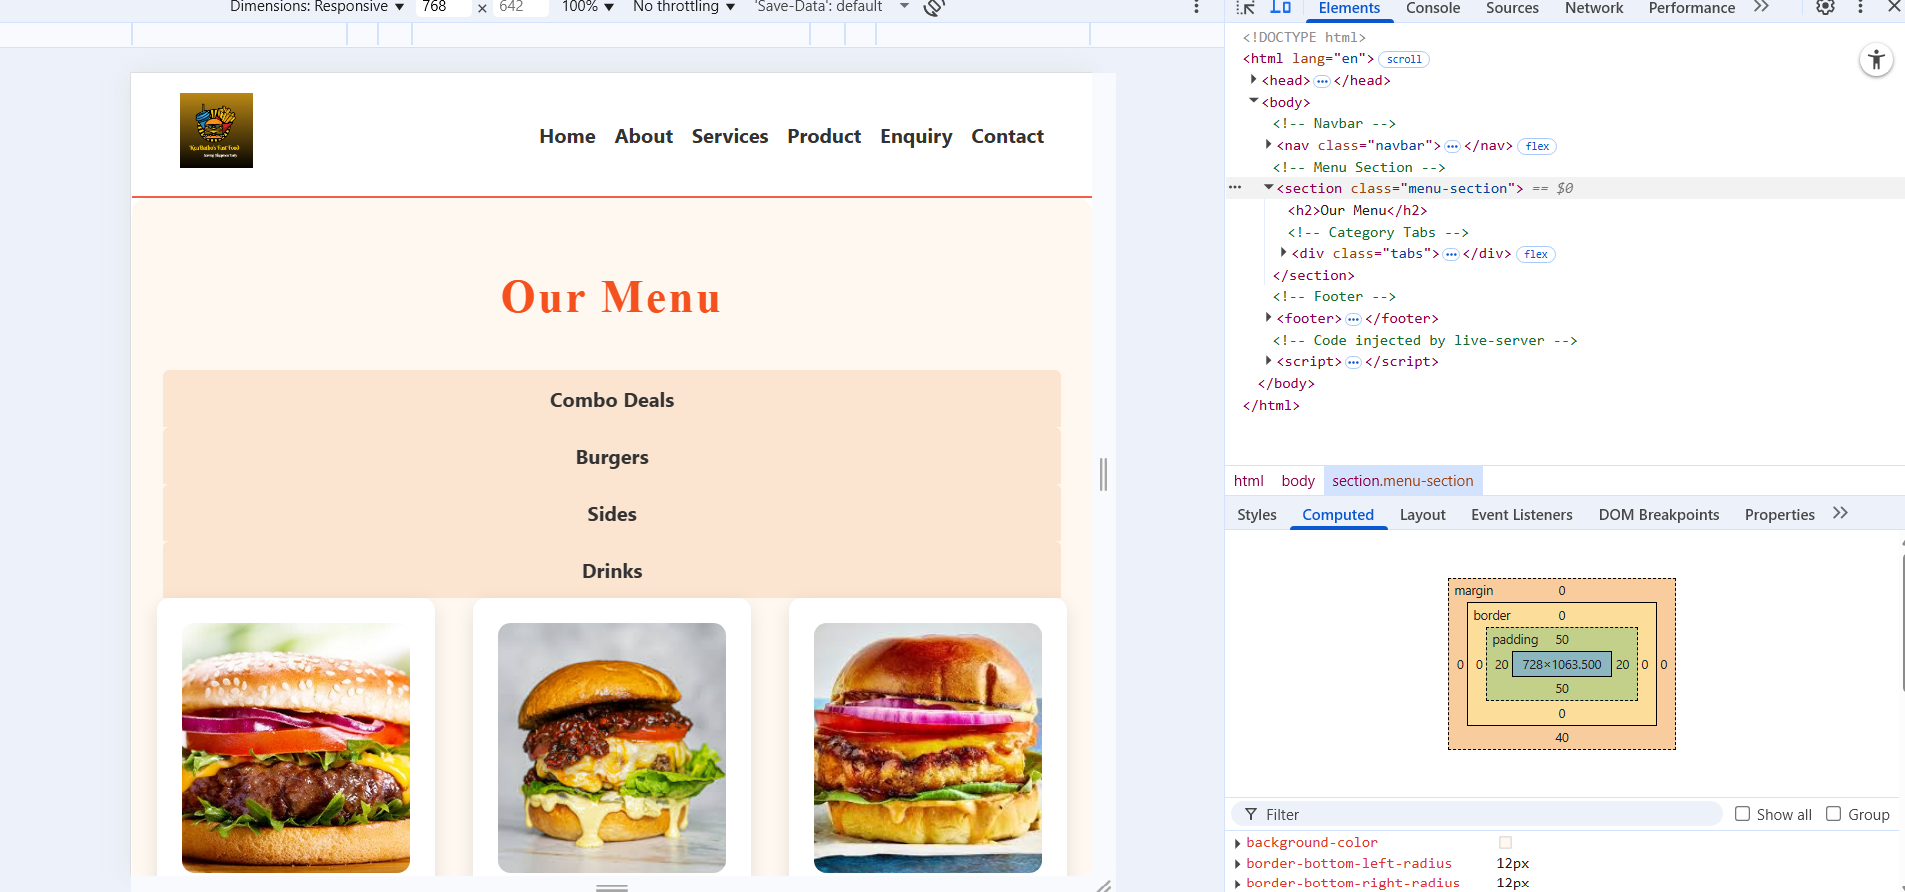 Dimensions: Responsive ▼ 768 × 642 100% ▼ No throttling ▼ 'Save-Data': default
Elements Console Sources Network Performance
Home About Services Product Enquiry Contact
Our Menu
Combo Deals
Burgers
Sides
Drinks
<!DOCTYPE html>
<html lang="en"> scroll
<head> ••• </head>
<body>
<!-- Navbar -->
<nav class="navbar"> ••• </nav> flex
<!-- Menu Section -->
••• <section class="menu-section"> == $0
<h2>Our Menu</h2>
<!-- Category Tabs -->
<div class="tabs"> ••• </div> flex
</section>
<!-- Footer -->
<footer> ••• </footer>
<!-- Code injected by live-server -->
<script> ••• </script>
</body>
</html>
html body section.menu-section
Styles Computed Layout Event Listeners DOM Breakpoints Properties
margin 0
border 0
padding 50
0 0 20 728×1063.500 20 0 0
50
0
40
Filter Show all Group
background-color
border-bottom-left-radius 12px
border-bottom-right-radius 12px